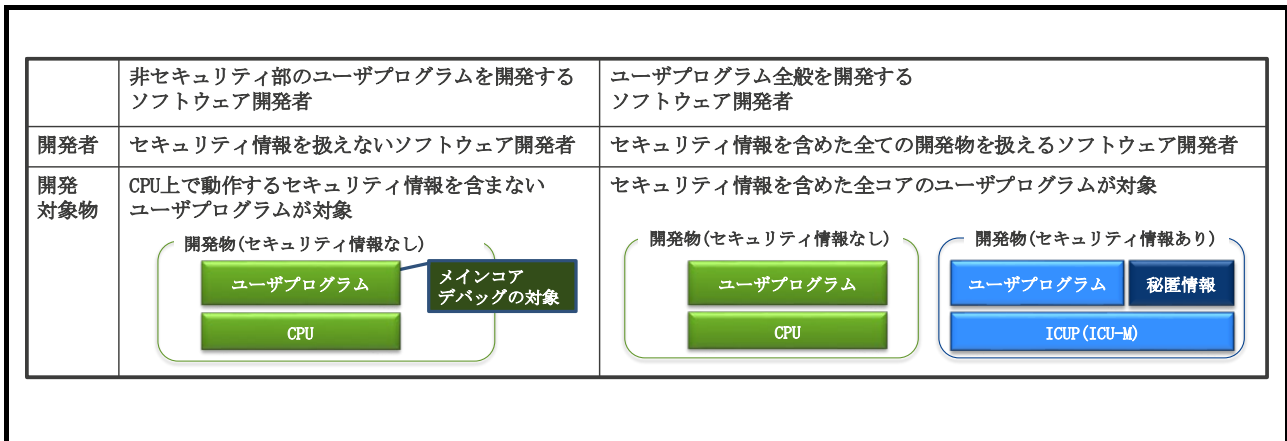 非セキュリティ部のユーザプログラムを開発する
ソフトウェア開発者
ユーザプログラム全般を開発する
ソフトウェア開発者
開発者
セキュリティ情報を扱えないソフトウェア開発者
セキュリティ情報を含めた全ての開発物を扱えるソフトウェア開発者
開発
対象物
CPU上で動作するセキュリティ情報を含まない
ユーザプログラムが対象
開発物(セキュリティ情報なし)
ユーザプログラム
メインコア
デバッグの対象
CPU
セキュリティ情報を含めた全コアのユーザプログラムが対象
開発物(セキュリティ情報なし)
ユーザプログラム
CPU
開発物(セキュリティ情報あり)
ユーザプログラム
秘匿情報
ICUP(ICU-M)